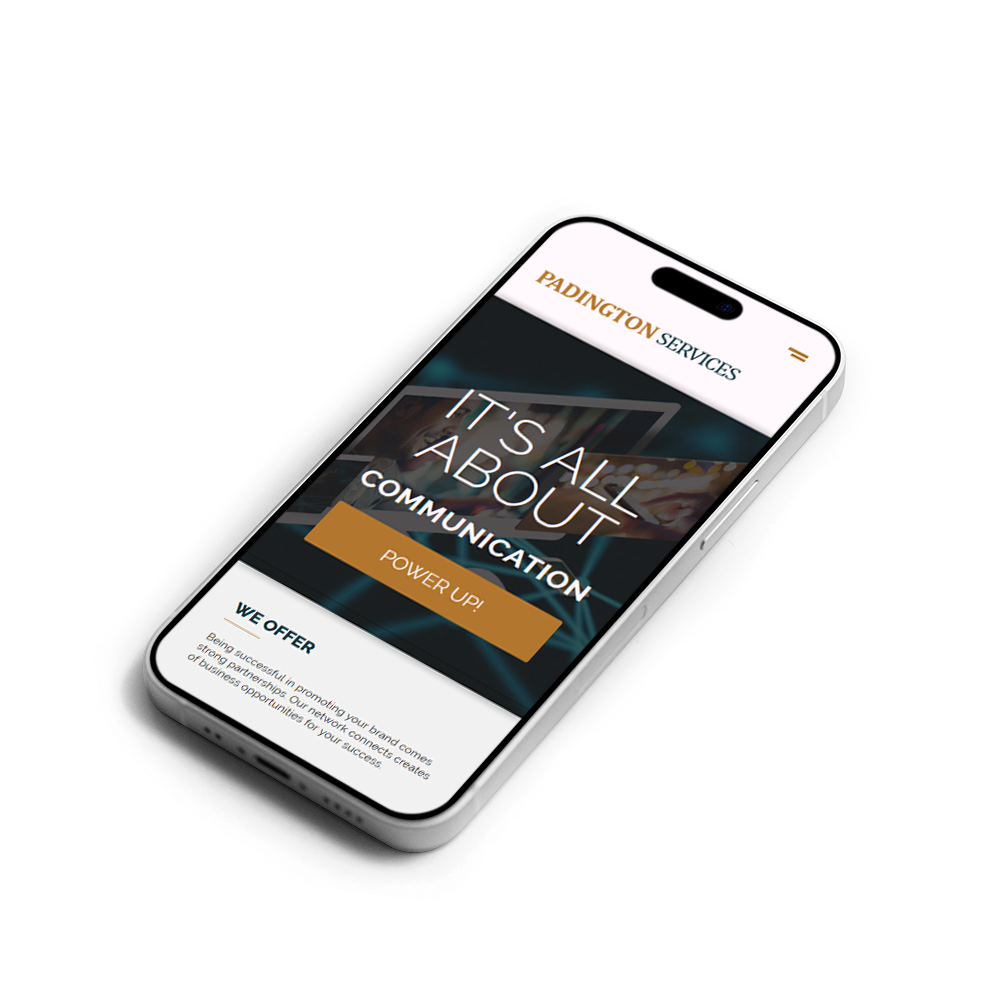 PADINGTON SERVICES
IT'S ALL
ABOUT
COMMUNICATION
POWER UP!
WE OFFER
Being successful in promoting your brand comes
strong partnerships. Our network connects creates
of business opportunities for your success.